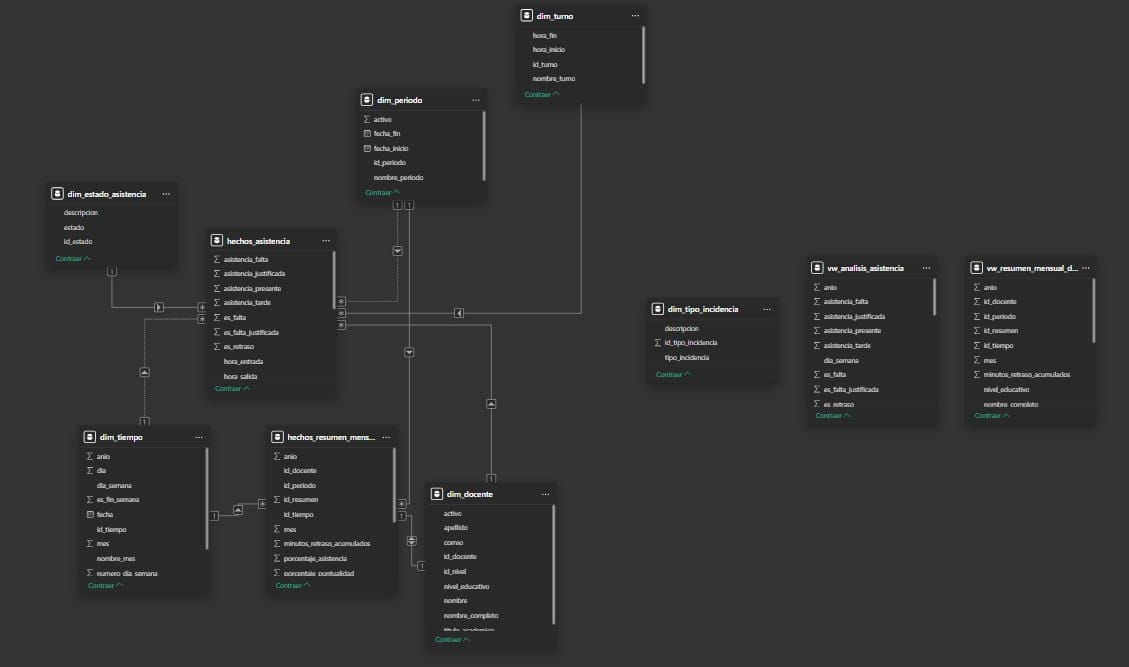 dim_turno
hora_fin
hora_inicio
id_turno
nombre_turno
Contraer
dim_periodo
activo
fecha_fin
fecha_inicio
id_periodo
nombre_periodo
Contraer
dim_estado_asistencia
descripcion
estado
id_estado
Contraer
hechos_asistencia
asistencia_falta
asistencia_justificada
asistencia_presente
asistencia_tarde
es_falta
es_falta_justificada
es_retraso
hora_entrada
hora_salida
Contraer
dim_tipo_incidencia
descripcion
id_tipo_incidencia
tipo_incidencia
Contraer
vw_analisis_asistencia
anio
asistencia_falta
asistencia_justificada
asistencia_presente
asistencia_tarde
dia_semana
es_falta
es_falta_justificada
es_retraso
Contraer
vw_resumen_mensual_d...
anio
id_docente
id_periodo
id_resumen
id_tiempo
mes
minutos_retraso_acumulados
nivel_educativo
nombre_completo
Contraer
dim_tiempo
anio
dia
dia_semana
es_fin_semana
fecha
id_tiempo
mes
nombre_mes
numero_dia_semana
Contraer
hechos_resumen_mens...
anio
id_docente
id_periodo
id_resumen
id_tiempo
mes
minutos_retraso_acumulados
porcentaje_asistencia
porcentaje_puntualidad
Contraer
dim_docente
activo
apellido
correo
id_docente
id_nivel
nivel_educativo
nombre
nombre_completo
titulo_academico
Contraer